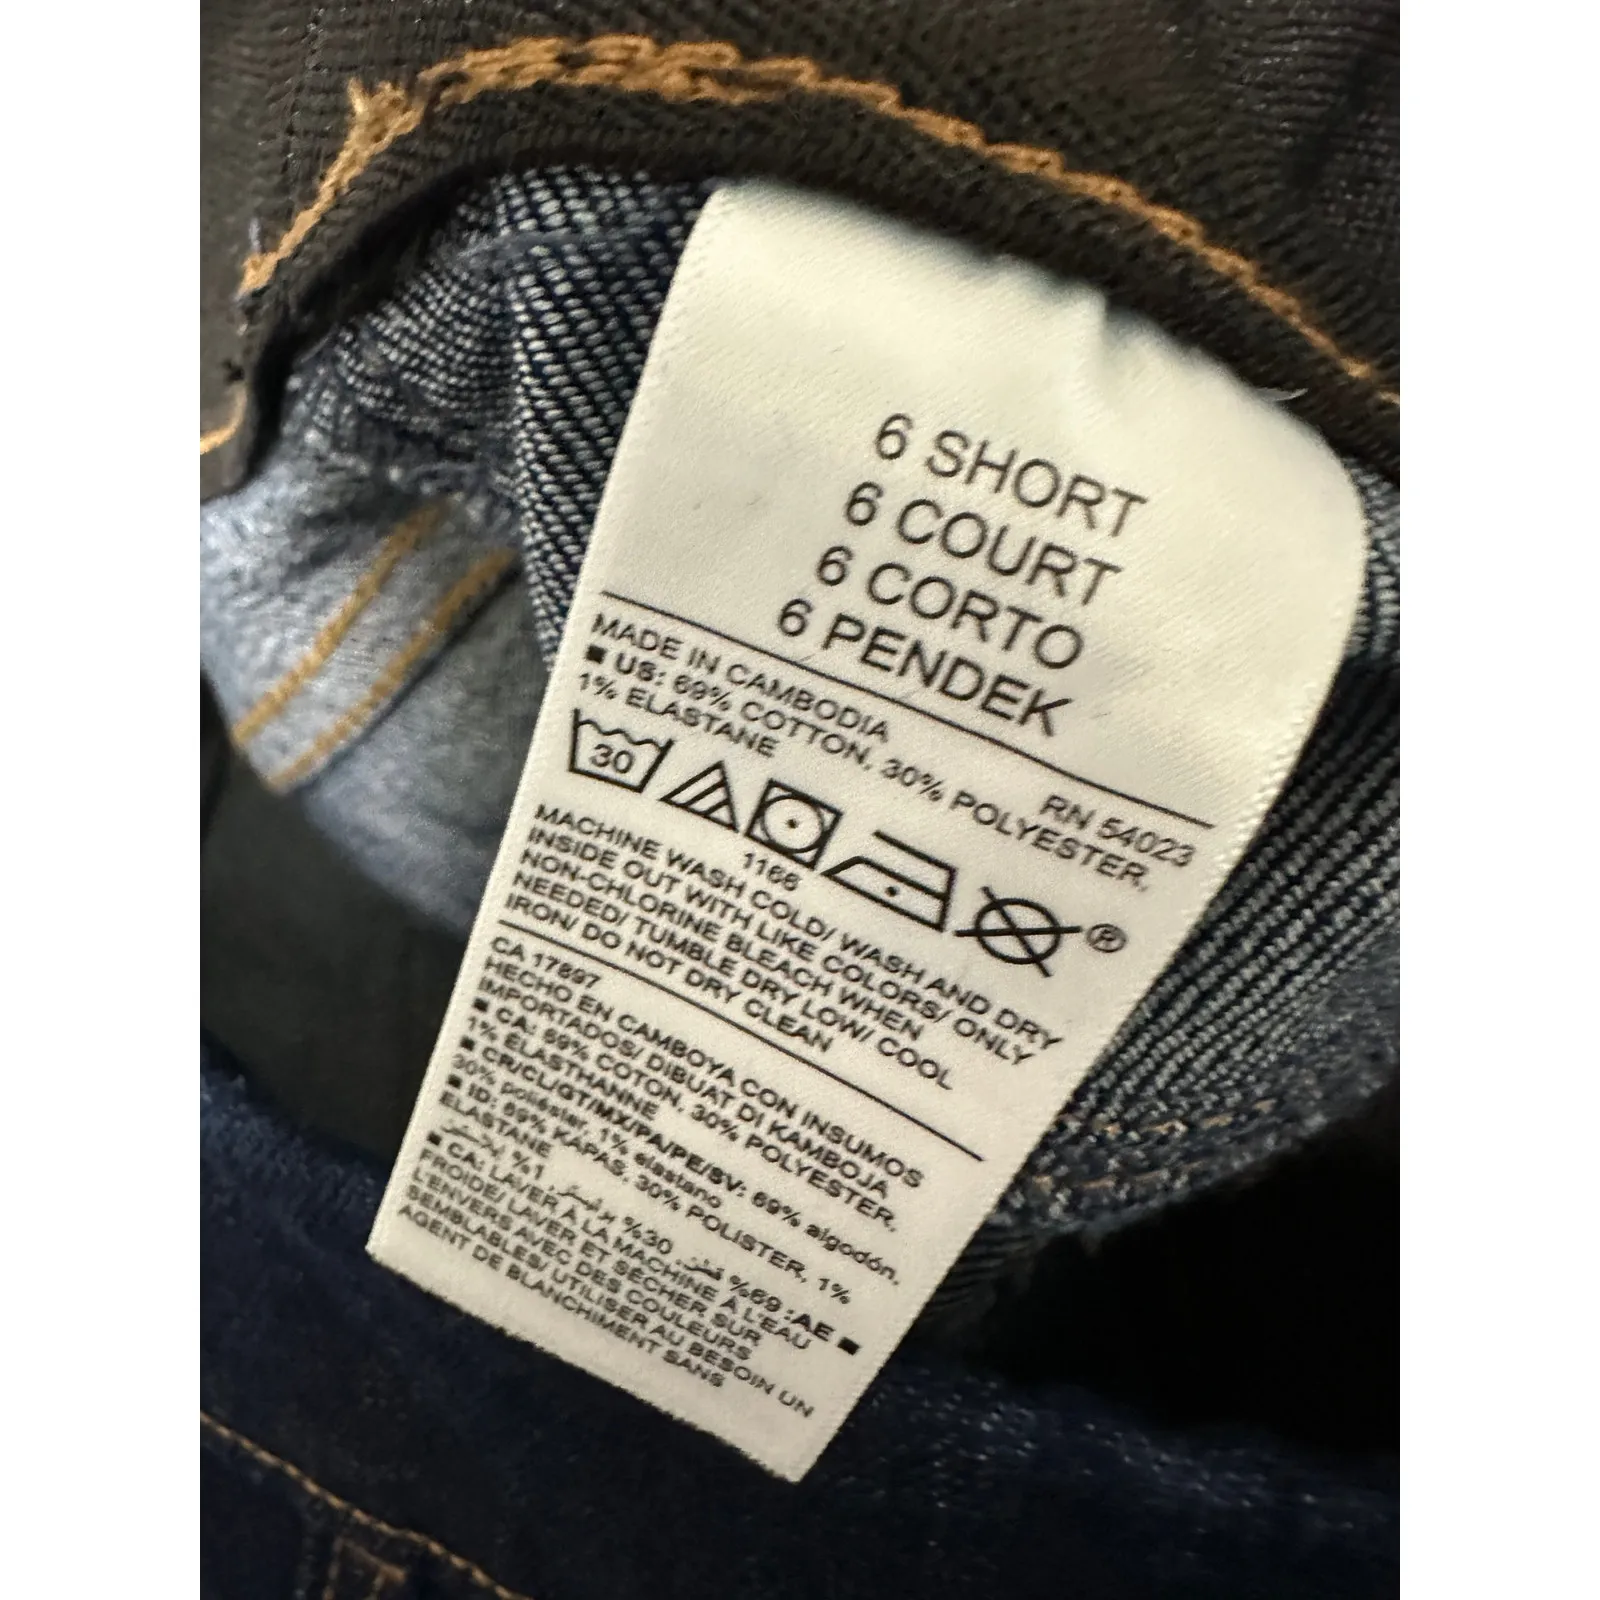 6 SHORT
6 COURT
6 CORTO
6 PENDEK
RN 54023
MADE IN CAMBODIA
■ US: 69% COTTON, 30% POLYESTER,
1% ELASTANE
30
1166
®
MACHINE WASH COLD/ WASH AND DRY
INSIDE OUT WITH LIKE COLORS/ ONLY
NON-CHLORINE BLEACH WHEN
NEEDED/ TUMBLE DRY LOW/ COOL
IRON/ DO NOT DRY CLEAN
CA 17897
HECHO EN CAMBOYA CON INSUMOS
IMPORTADOS/ DIBUAT DI KAMBOJA
■ CA: 69% COTON, 30% POLYESTER,
1% ÉLASTHANNE
■ CR/CL/GT/MX/PA/PE/SV: 69% algodón,
30% poliéster, 1% elastano
■ ID: 69% KAPAS, 30% POLISTER, 1%
ELASTANE
■ AE: 69% 30% 1%
■ CA: LAVER À LA MACHINE À L'EAU
FROIDE/ LAVER ET SÉCHER SUR
L'ENVERS AVEC DES COULEURS
SEMBLABLES/ UTILISER AU BESOIN UN
AGENT DE BLANCHIMENT SANS